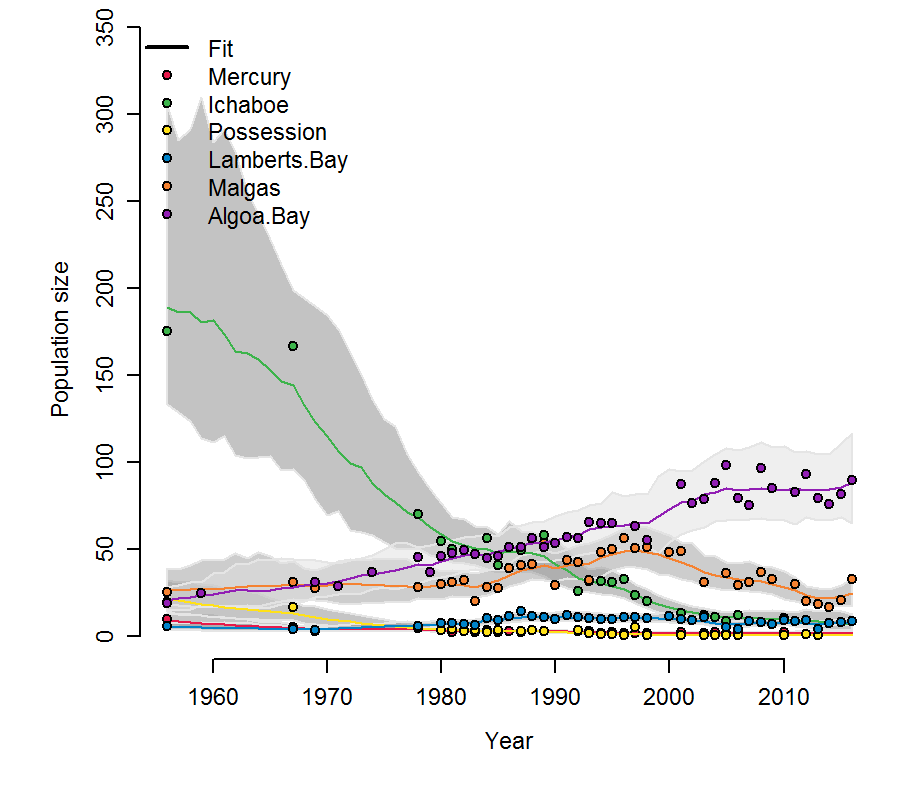 Fit
Mercury
Ichaboe
Possession
Lamberts.Bay
Malgas
Algoa.Bay
Population size
350
300
250
200
150
100
50
0
1960 1970 1980 1990 2000 2010
Year